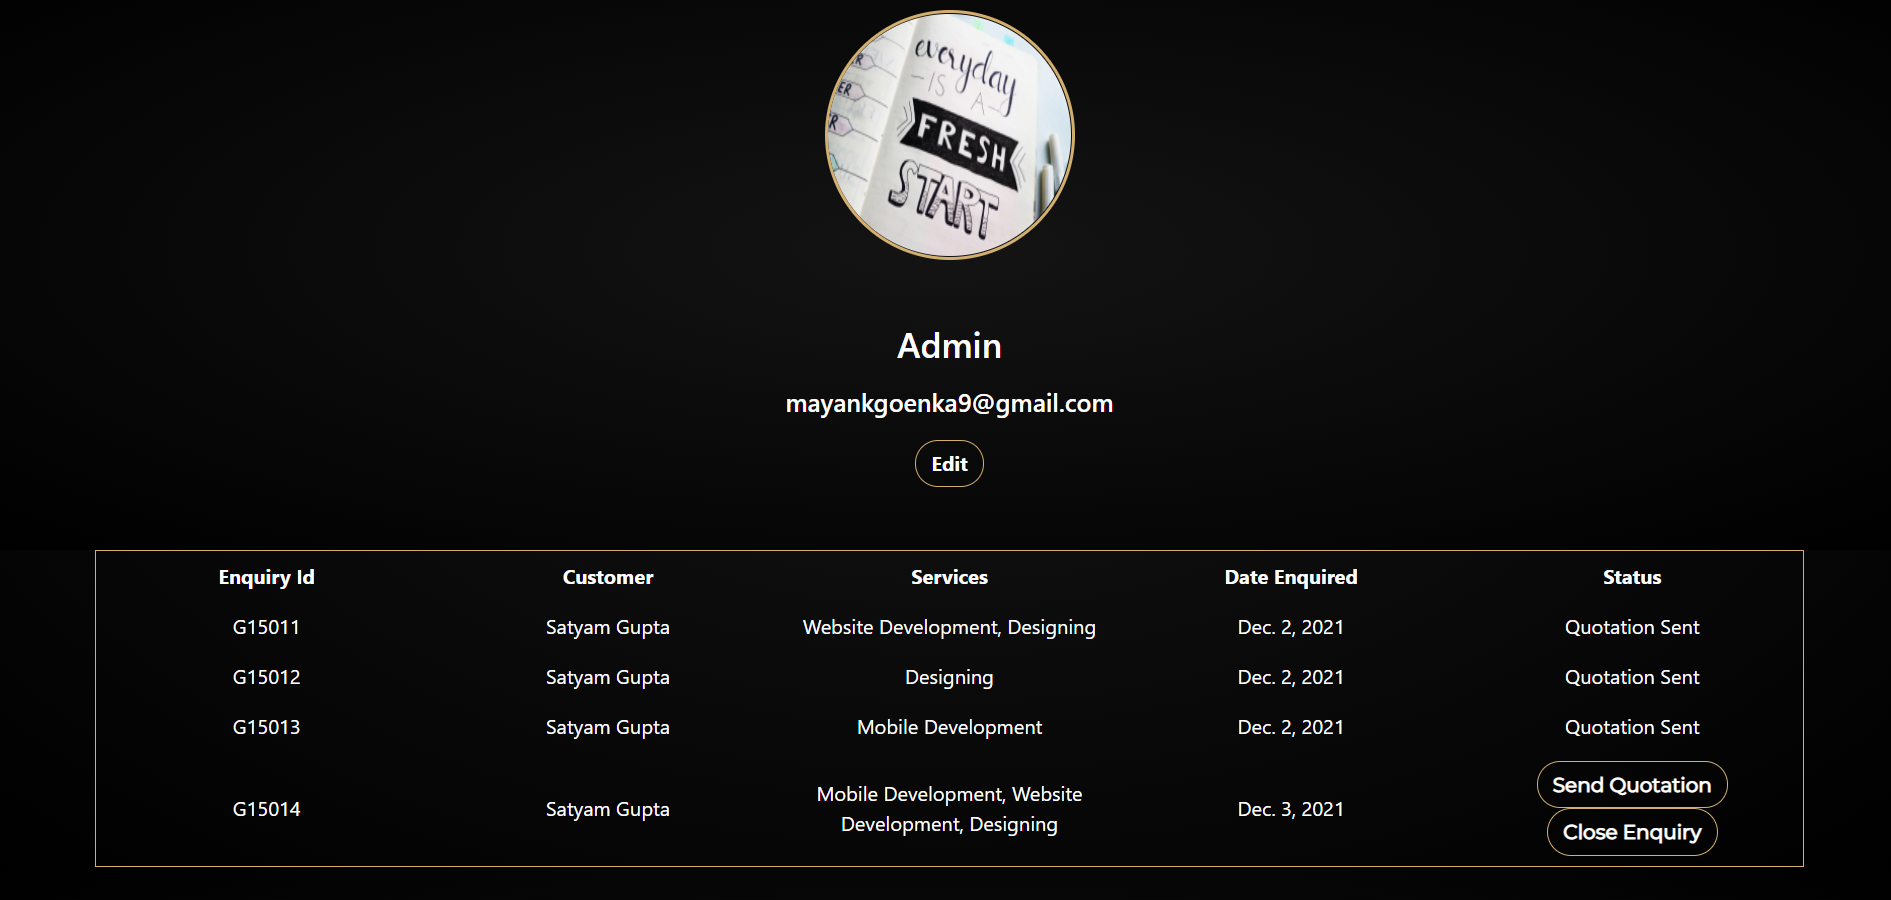 everyday
IS
A
R
ER
R
FRESH
START
Admin
mayankgoenka9@gmail.com
Edit
Enquiry Id Customer Services Date Enquired Status
G15011 Satyam Gupta Website Development, Designing Dec. 2, 2021 Quotation Sent
G15012 Satyam Gupta Designing Dec. 2, 2021 Quotation Sent
G15013 Satyam Gupta Mobile Development Dec. 2, 2021 Quotation Sent
G15014 Satyam Gupta Mobile Development, Website Development, Designing Dec. 3, 2021 Send Quotation
Close Enquiry